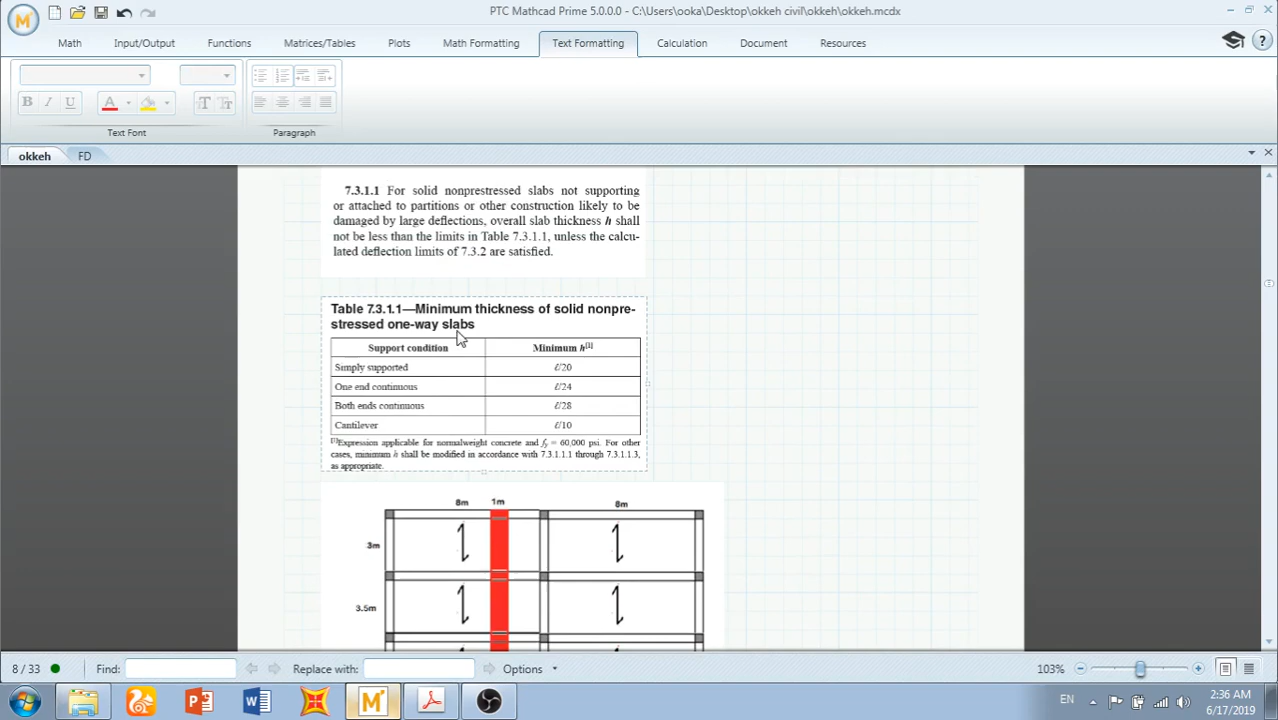 PTC Mathcad Prime 5.0.0.0 - C:\Users\ooka\Desktop\okkeh civil\okkeh\okkeh.mcdx
Math Input/Output Functions Matrices/Tables Plots Math Formatting Text Formatting Calculation Document Resources
B I U A
Text Font Paragraph
okkeh FD
7.3.1.1 For solid nonprestressed slabs not supporting
or attached to partitions or other construction likely to be
damaged by large deflections, overall slab thickness h shall
not be less than the limits in Table 7.3.1.1, unless the calcu-
lated deflection limits of 7.3.2 are satisfied.
Table 7.3.1.1—Minimum thickness of solid nonpre-
stressed one-way slabs
Support condition Minimum h[1]
Simply supported ℓ/20
One end continuous ℓ/24
Both ends continuous ℓ/28
Cantilever ℓ/10
[1]Expression applicable for normalweight concrete and fy = 60,000 psi. For other
cases, minimum h shall be modified in accordance with 7.3.1.1.1 through 7.3.1.1.3,
as appropriate.
8m 1m 8m
3m
3.5m
8 / 33 Find: Replace with: Options 103%
EN 2:36 AM
6/17/2019